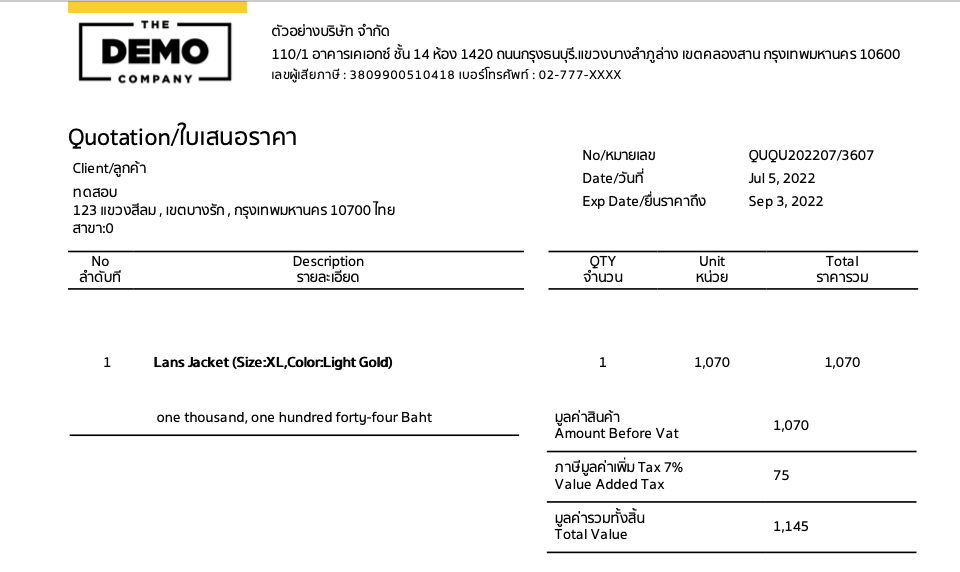 THE
DEMO
COMPANY
ตัวอย่างบริษัท จำกัด
110/1 อาคารเคเอกซ์ ชั้น 14 ห้อง 1420 ถนนกรุงธนบุรี.แขวงบางลำภูล่าง เขตคลองสาน กรุงเทพมหานคร 10600
เลขผู้เสียภาษี : 3809900510418 เบอร์โทรศัพท์ : 02-777-XXXX
Quotation/ใบเสนอราคา
Client/ลูกค้า
ทดสอบ
123 แขวงสีลม , เขตบางรัก , กรุงเทพมหานคร 10700 ไทย
สาขา:0
No/หมายเลข QUQU202207/3607
Date/วันที่ Jul 5, 2022
Exp Date/ยื่นราคาถึง Sep 3, 2022
No Description QTY Unit Total
ลำดับที่ รายละเอียด จำนวน หน่วย ราคารวม
1 Lans Jacket (Size:XL,Color:Light Gold) 1 1,070 1,070
one thousand, one hundred forty-four Baht
มูลค่าสินค้า
Amount Before Vat 1,070
ภาษีมูลค่าเพิ่ม Tax 7%
Value Added Tax 75
มูลค่ารวมทั้งสิ้น
Total Value 1,145